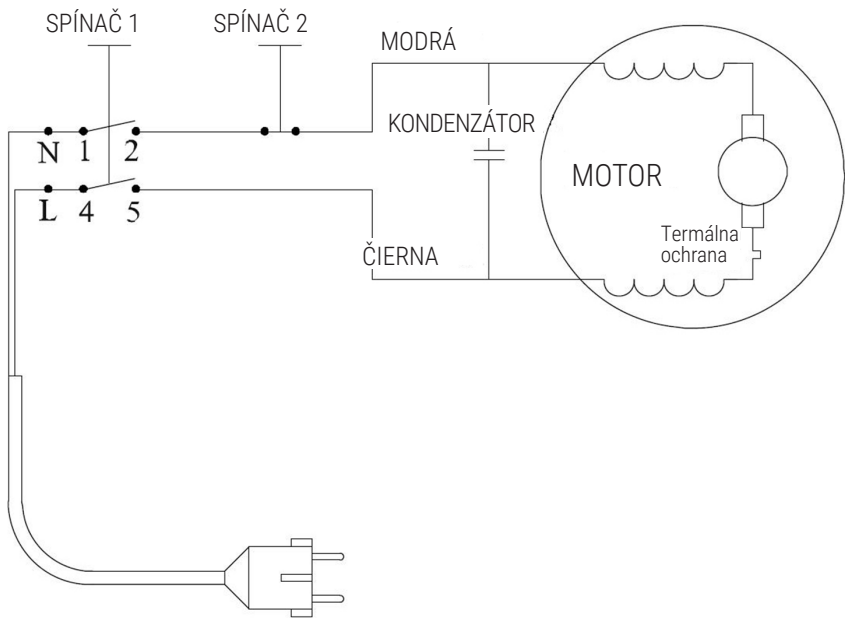 SPÍNAČ 1
SPÍNAČ 2
MODRÁ
KONDENZÁTOR
N 1 2
MOTOR
L 4 5
Termálna
ochrana
ČIERNA